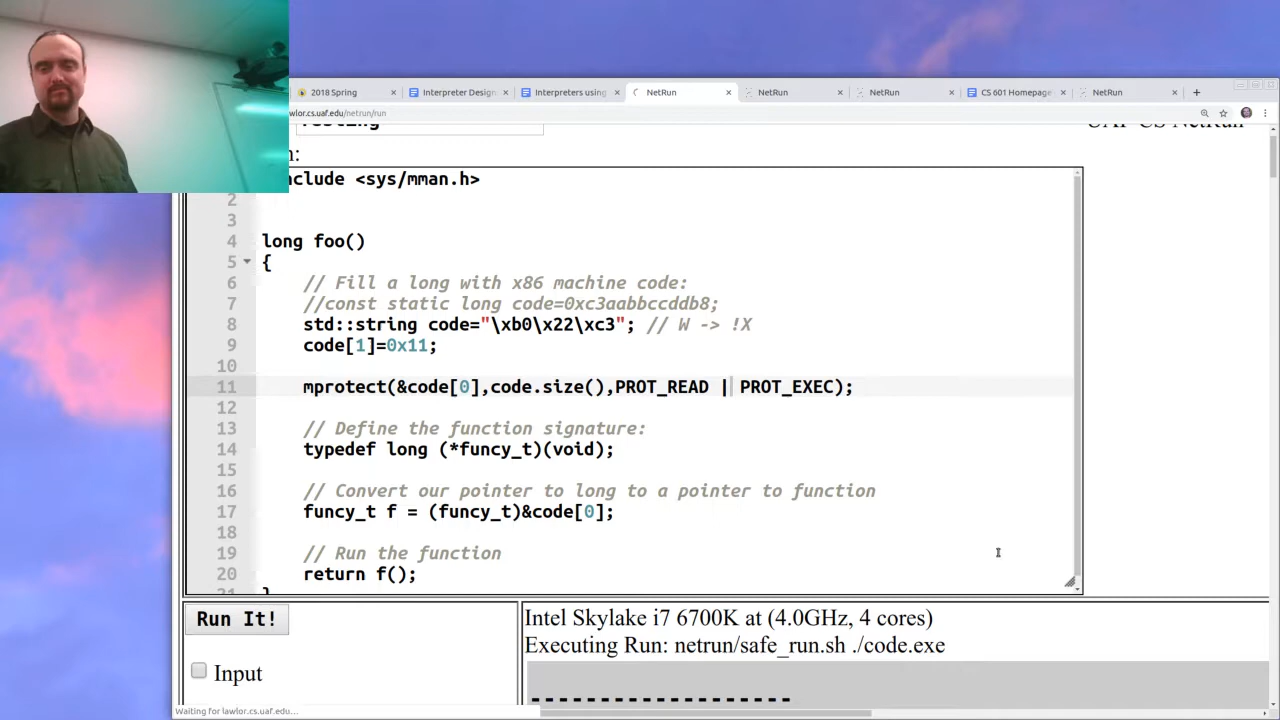 2018 Spring
Interpreter Design
Interpreters using
NetRun
NetRun
NetRun
CS 601 Homepage
NetRun
lawlor.cs.uaf.edu/netrun/run
Testing
UAF CS NetRun
n:
nclude <sys/mman.h>
2
3
4 long foo()
5 {
6 // Fill a long with x86 machine code:
7 //const static long code=0xc3aabbccddb8;
8 std::string code="\xb0\x22\xc3"; // W -> !X
9 code[1]=0x11;
10
11 mprotect(&code[0],code.size(),PROT_READ | PROT_EXEC);
12
13 // Define the function signature:
14 typedef long (*funcy_t)(void);
15
16 // Convert our pointer to long to a pointer to function
17 funcy_t f = (funcy_t)&code[0];
18
19 // Run the function
20 return f();
21 }
Run It!
Input
Intel Skylake i7 6700K at (4.0GHz, 4 cores)
Executing Run: netrun/safe_run.sh ./code.exe
-------------------
Waiting for lawlor.cs.uaf.edu...